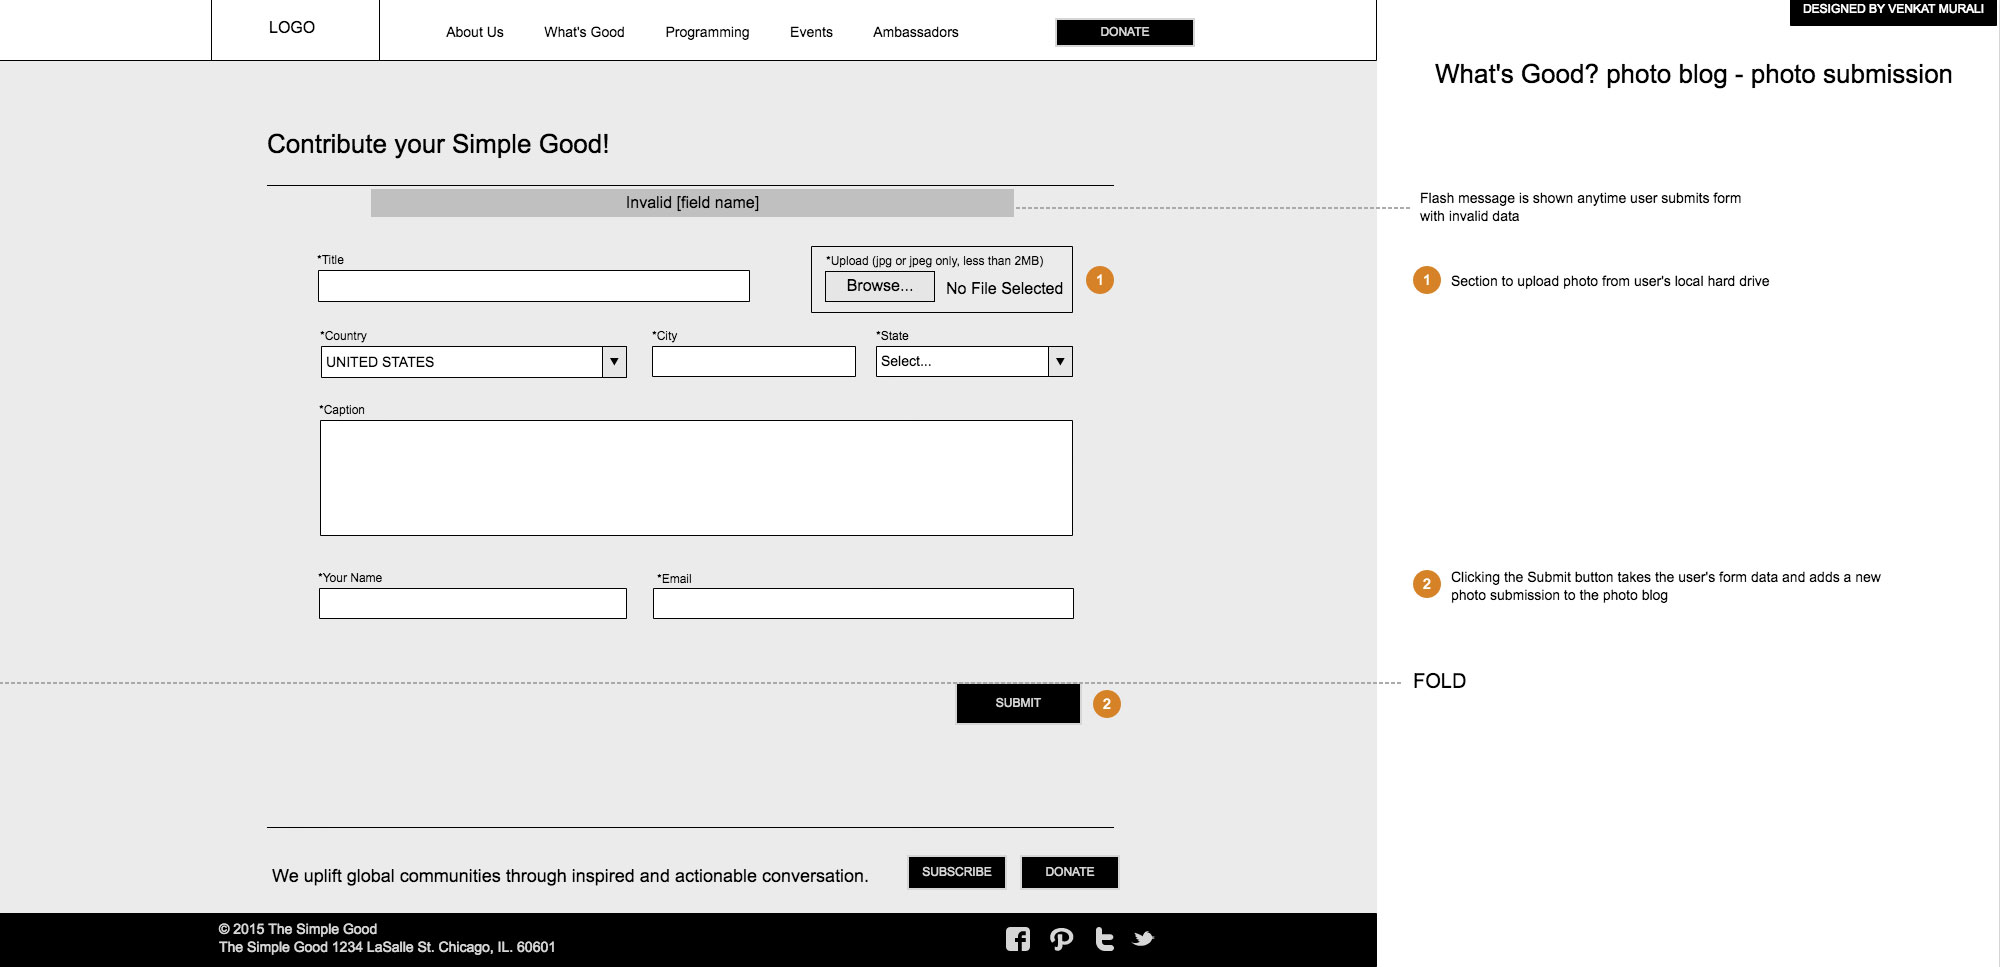 LOGO
About Us
What's Good
Programming
Events
Ambassadors
DONATE
DESIGNED BY VENKAT MURALI
What's Good? photo blog - photo submission
Contribute your Simple Good!
Invalid [field name]
Flash message is shown anytime user submits form
with invalid data
*Title
*Upload (jpg or jpeg only, less than 2MB)
Browse...
No File Selected
1
1
Section to upload photo from user's local hard drive
*Country
*City
*State
UNITED STATES
Select...
*Caption
*Your Name
*Email
2
Clicking the Submit button takes the user's form data and adds a new
photo submission to the photo blog
FOLD
SUBMIT
2
We uplift global communities through inspired and actionable conversation.
SUBSCRIBE
DONATE
© 2015 The Simple Good
The Simple Good 1234 LaSalle St. Chicago, IL. 60601